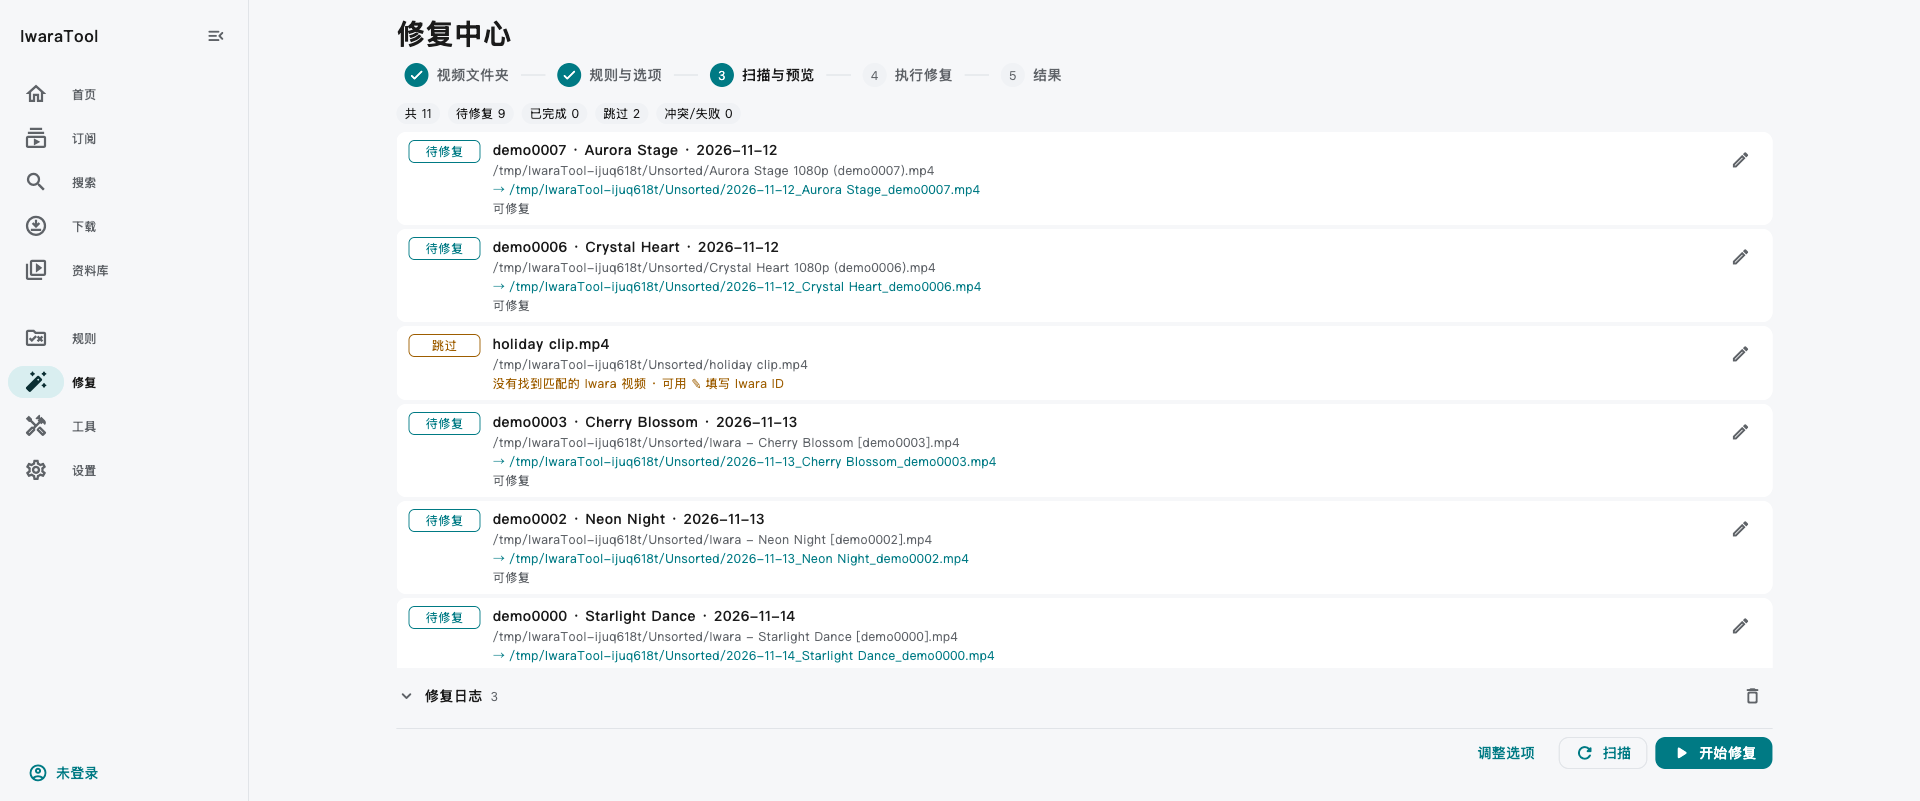 IwaraTool
首页
订阅
搜索
下载
资料库
规则
修复
工具
设置
未登录
修复中心
视频文件夹
规则与选项
3 扫描与预览
4 执行修复
5 结果
共 11 待修复 9 已完成 0 跳过 2 冲突/失败 0
待修复
demo0007 · Aurora Stage · 2026-11-12
/tmp/IwaraTool-ijuq618t/Unsorted/Aurora Stage 1080p (demo0007).mp4
→ /tmp/IwaraTool-ijuq618t/Unsorted/2026-11-12_Aurora Stage_demo0007.mp4
可修复
待修复
demo0006 · Crystal Heart · 2026-11-12
/tmp/IwaraTool-ijuq618t/Unsorted/Crystal Heart 1080p (demo0006).mp4
→ /tmp/IwaraTool-ijuq618t/Unsorted/2026-11-12_Crystal Heart_demo0006.mp4
可修复
跳过
holiday clip.mp4
/tmp/IwaraTool-ijuq618t/Unsorted/holiday clip.mp4
没有找到匹配的 Iwara 视频 · 可用 ✎ 填写 Iwara ID
待修复
demo0003 · Cherry Blossom · 2026-11-13
/tmp/IwaraTool-ijuq618t/Unsorted/Iwara - Cherry Blossom [demo0003].mp4
→ /tmp/IwaraTool-ijuq618t/Unsorted/2026-11-13_Cherry Blossom_demo0003.mp4
可修复
待修复
demo0002 · Neon Night · 2026-11-13
/tmp/IwaraTool-ijuq618t/Unsorted/Iwara - Neon Night [demo0002].mp4
→ /tmp/IwaraTool-ijuq618t/Unsorted/2026-11-13_Neon Night_demo0002.mp4
可修复
待修复
demo0000 · Starlight Dance · 2026-11-14
/tmp/IwaraTool-ijuq618t/Unsorted/Iwara - Starlight Dance [demo0000].mp4
→ /tmp/IwaraTool-ijuq618t/Unsorted/2026-11-14_Starlight Dance_demo0000.mp4
修复日志 3
调整选项
扫描
开始修复